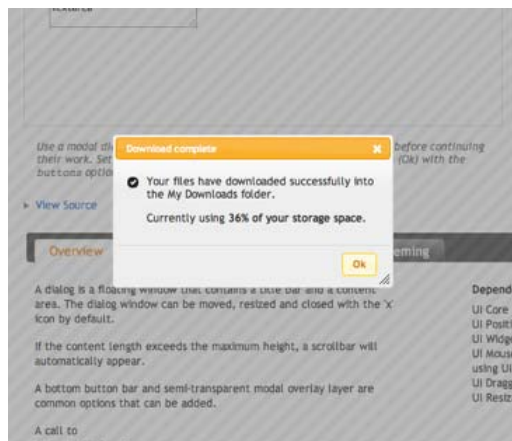 textarea
Use a modal di
before continuing
their work. Set
(Ok) with the
buttons optio
Download complete
Your files have downloaded successfully into
the My Downloads folder.
Currently using 36% of your storage space.
Ok
View Source
Overview
eming
A dialog is a floating window that contains a title bar and a content
area. The dialog window can be moved, resized and closed with the 'x'
icon by default.
If the content length exceeds the maximum height, a scrollbar will
automatically appear.
A bottom button bar and semi-transparent modal overlay layer are
common options that can be added.
A call to
Depend
UI Core
UI Positi
UI Widge
UI Mouse
using UI
UI Dragg
UI Resiz